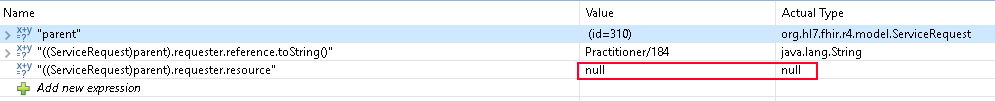 Name Value Actual Type
x+y=? "parent" (id=310) org.hl7.fhir.r4.model.ServiceRequest
x+y=? "((ServiceRequest)parent).requester.reference.toString()" Practitioner/184 java.lang.String
x+y=? "((ServiceRequest)parent).requester.resource" null null
Add new expression